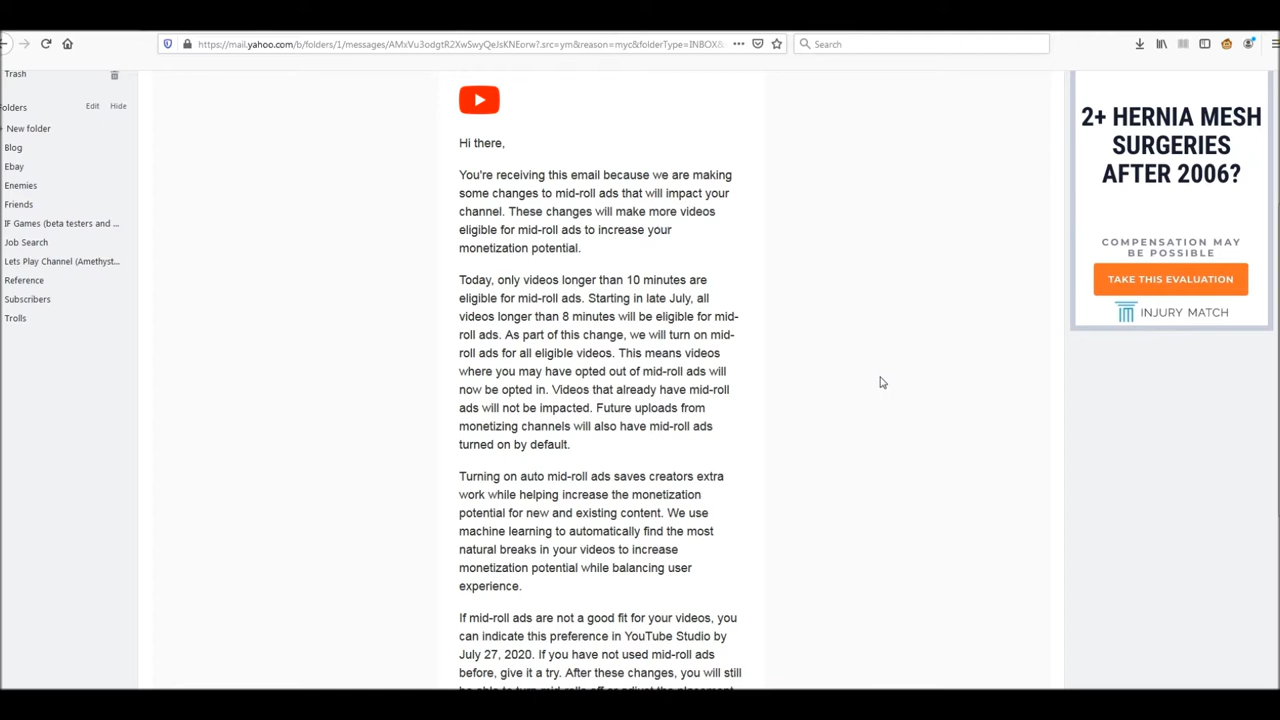 https://mail.yahoo.com/b/folders/1/messages/AMxVu3odgtR2XwSwyQeJsKNEorw?.src=ym&reason=myc&folderType=INBOX&
Search
Trash
Folders
Edit
Hide
New folder
Blog
Ebay
Enemies
Friends
IF Games (beta testers and ...
Job Search
Lets Play Channel (Amethyst...
Reference
Subscribers
Trolls
Hi there,
You're receiving this email because we are making
some changes to mid-roll ads that will impact your
channel. These changes will make more videos
eligible for mid-roll ads to increase your
monetization potential.
Today, only videos longer than 10 minutes are
eligible for mid-roll ads. Starting in late July, all
videos longer than 8 minutes will be eligible for mid-
roll ads. As part of this change, we will turn on mid-
roll ads for all eligible videos. This means videos
where you may have opted out of mid-roll ads will
now be opted in. Videos that already have mid-roll
ads will not be impacted. Future uploads from
monetizing channels will also have mid-roll ads
turned on by default.
Turning on auto mid-roll ads saves creators extra
work while helping increase the monetization
potential for new and existing content. We use
machine learning to automatically find the most
natural breaks in your videos to increase
monetization potential while balancing user
experience.
If mid-roll ads are not a good fit for your videos, you
can indicate this preference in YouTube Studio by
July 27, 2020. If you have not used mid-roll ads
before, give it a try. After these changes, you will still
be able to turn mid-rolls off or adjust the placement
2+ HERNIA MESH
SURGERIES
AFTER 2006?
COMPENSATION MAY
BE POSSIBLE
TAKE THIS EVALUATION
INJURY MATCH